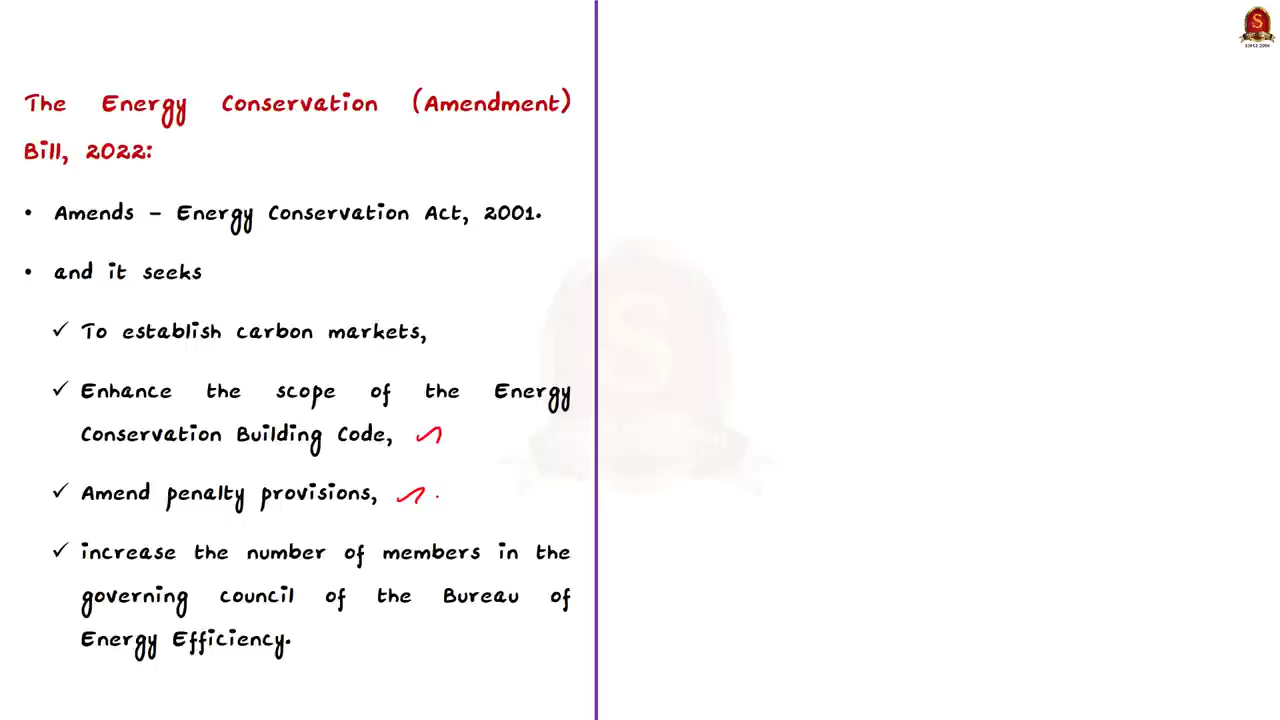 The Energy Conservation (Amendment)
Bill, 2022:
• Amends – Energy Conservation Act, 2001.
• and it seeks
✓ To establish carbon markets,
✓ Enhance the scope of the Energy
Conservation Building Code,
✓ Amend penalty provisions,
✓ increase the number of members in the
governing council of the Bureau of
Energy Efficiency.
S
SINCE 2004
S